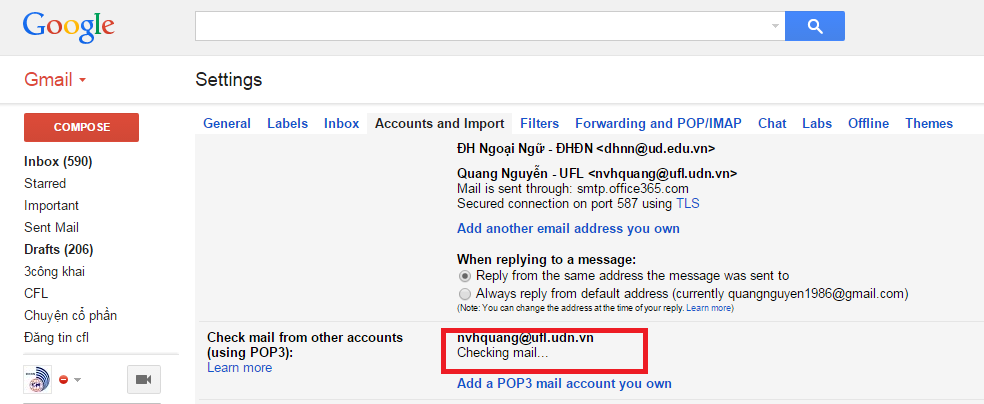 Google
Gmail
Settings
COMPOSE
General Labels Inbox Accounts and Import Filters Forwarding and POP/IMAP Chat Labs Offline Themes
Inbox (590)
Starred
Important
Sent Mail
Drafts (206)
3công khai
CFL
Chuyện cổ phần
Đăng tin cfl
ĐH Ngoại Ngữ - ĐHĐN <dhnn@ud.edu.vn>
Quang Nguyễn - UFL <nvhquang@ufl.udn.vn>
Mail is sent through: smtp.office365.com
Secured connection on port 587 using TLS
Add another email address you own
When replying to a message:
Reply from the same address the message was sent to
Always reply from default address (currently quangnguyen1986@gmail.com)
(Note: You can change the address at the time of your reply. Learn more)
Check mail from other accounts
(using POP3):
Learn more
nvhquang@ufl.udn.vn
Checking mail...
Add a POP3 mail account you own